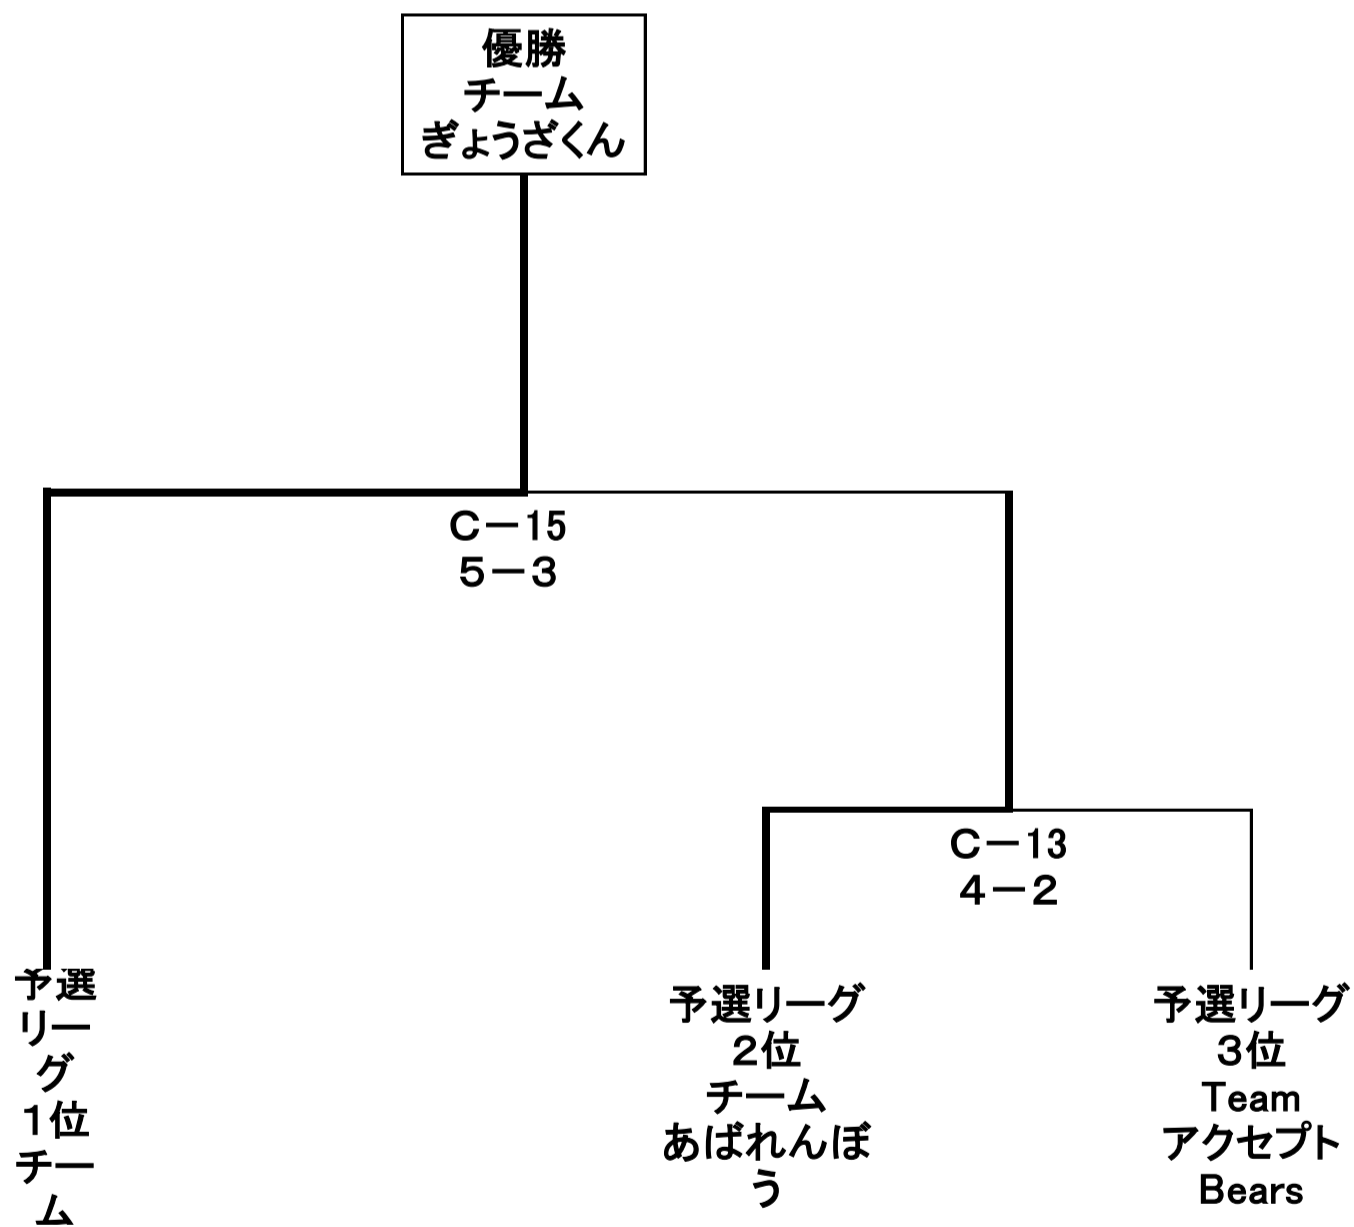 優勝
チーム
ぎょうざくん
C－15
5－3
C－13
4－2
予選
リー
グ
1位
チー
ム
予選リーグ
2位
チーム
あばれんぼ
う
予選リーグ
3位
Team
アクセプト
Bears